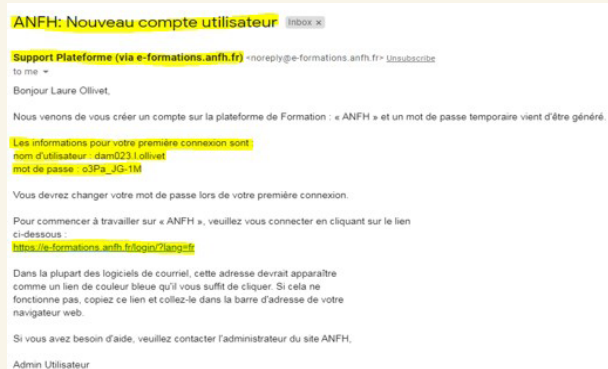 ANFH: Nouveau compte utilisateur Inbox x
Support Plateforme (via e-formations.anfh.fr) <noreply@e-formations.anfh.fr> Unsubscribe
to me
Bonjour Laure Ollivet,
Nous venons de vous créer un compte sur la plateforme de Formation : « ANFH » et un mot de passe temporaire vient d'être généré.
Les informations pour votre première connexion sont :
nom d'utilisateur : dam023.l.ollivet
mot de passe : o3Pa_JG-1M
Vous devrez changer votre mot de passe lors de votre première connexion.
Pour commencer à travailler sur « ANFH », veuillez vous connecter en cliquant sur le lien
ci-dessous :
https://e-formations.anfh.fr/login/?lang=fr
Dans la plupart des logiciels de courriel, cette adresse devrait apparaître
comme un lien de couleur bleue qu'il vous suffit de cliquer. Si cela ne
fonctionne pas, copiez ce lien et collez-le dans la barre d'adresse de votre
navigateur web.
Si vous avez besoin d'aide, veuillez contacter l'administrateur du site ANFH,
Admin Utilisateur